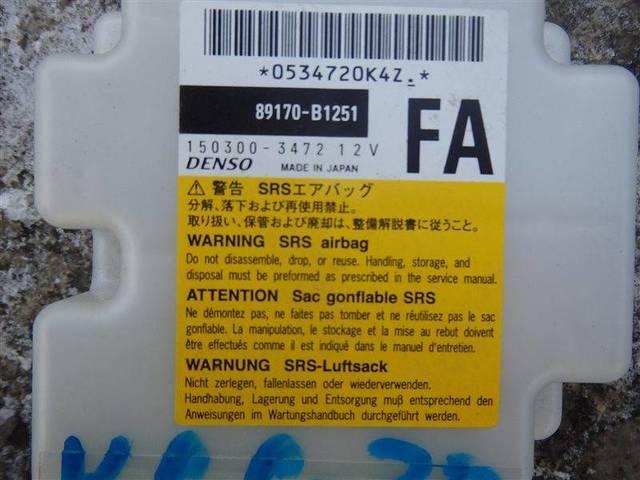 *0534720K4Z.*
89170-B1251
FA
150300-3472 12V
DENSO MADE IN JAPAN
⚠ 警告 SRSエアバッグ
分解、落下および再使用禁止。
取り扱い、保管および廃却は、整備解説書に従うこと。
WARNING SRS airbag
Do not disassemble, drop, or reuse. Handling, storage, and
disposal must be preformed as prescribed in the service manual.
ATTENTION Sac gonflable SRS
Ne démontez pas, ne faites pas tomber et ne réutilisez pas le sac
gonflable. La manipulation, le stockage et la mise au rebut doivent
être effectués comme il est indiqué dans le manuel d'entretien.
WARNUNG SRS-Luftsack
Nicht zerlegen, fallenlassen oder wiederverwenden.
Handhabung, Lagerung und Entsorgung muß entsprechend den
Anweisungen im Wartungshandbuch durchgeführt werden.